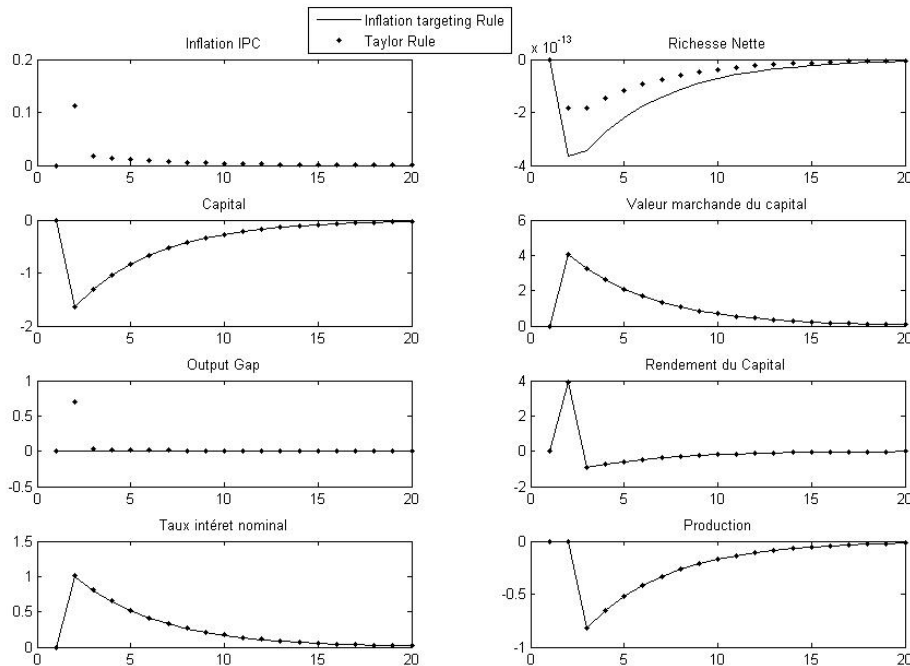 Inflation targeting Rule
Taylor Rule
Inflation IPC
0.2
0.1
0
0 5 10 15 20
Richesse Nette
x 10^-13
0
-2
-4
0 5 10 15 20
Capital
0
-1
-2
0 5 10 15 20
Valeur marchande du capital
6
4
2
0
0 5 10 15 20
Output Gap
1
0.5
0
-0.5
0 5 10 15 20
Rendement du Capital
4
2
0
-2
0 5 10 15 20
Taux intéret nominal
1.5
1
0.5
0
0 5 10 15 20
Production
0
-0.5
-1
0 5 10 15 20